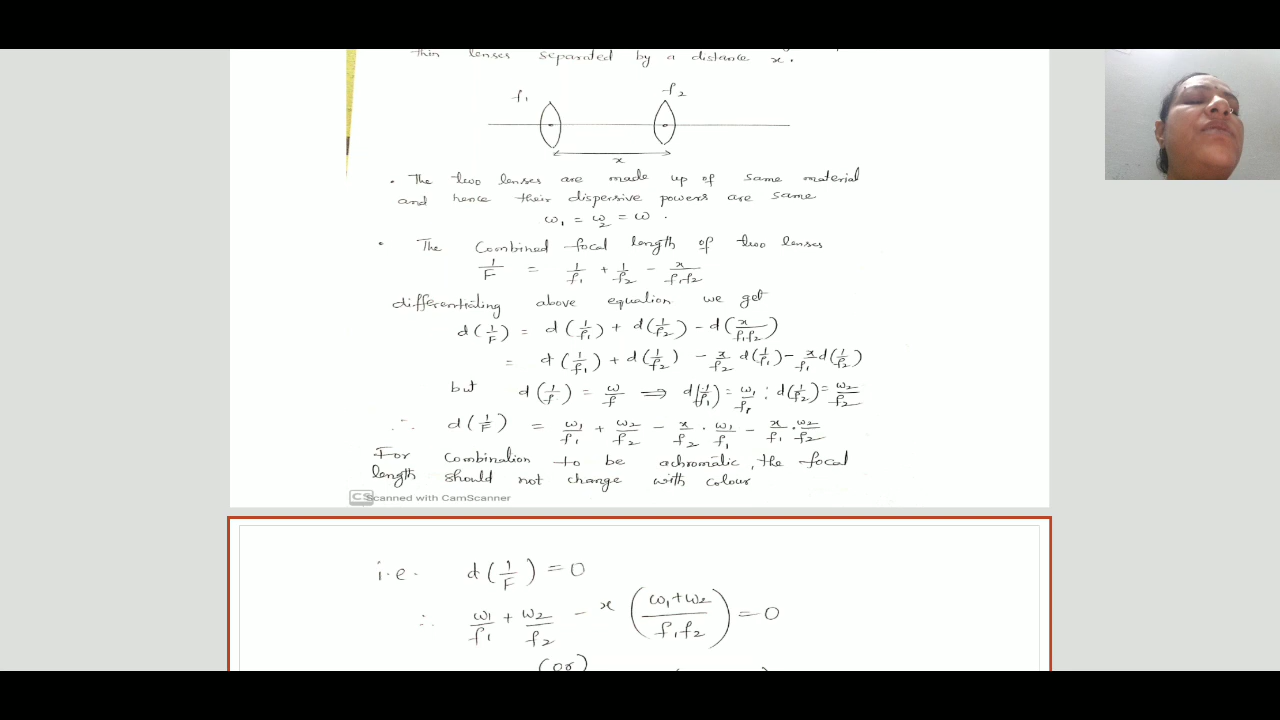 thin lenses separated by a distance x.
f₁ f₂
x
. The two lenses are made up of same material
and hence their dispersive powers are same
ω₁ = ω₂ = ω .
. The Combined focal length of two lenses
1/F = 1/f₁ + 1/f₂ - x/f₁f₂
differentiating above equation we get
d(1/F) = d(1/f₁) + d(1/f₂) - d(x/f₁f₂)
= d(1/f₁) + d(1/f₂) - x/f₂ d(1/f₁) - x/f₁ d(1/f₂)
but d(1/f) = ω/f ⟹ d(1/f₁) = ω₁/f₁ ; d(1/f₂) = ω₂/f₂
∴ d(1/F) = ω₁/f₁ + ω₂/f₂ - x/f₂ · ω₁/f₁ - x/f₁ · ω₂/f₂
For Combination to be achromatic, the focal
length should not change with colour
CS Scanned with CamScanner
i.e. d(1/F) = 0
∴ ω₁/f₁ + ω₂/f₂ - x (ω₁+ω₂/f₁f₂) = 0
(or)